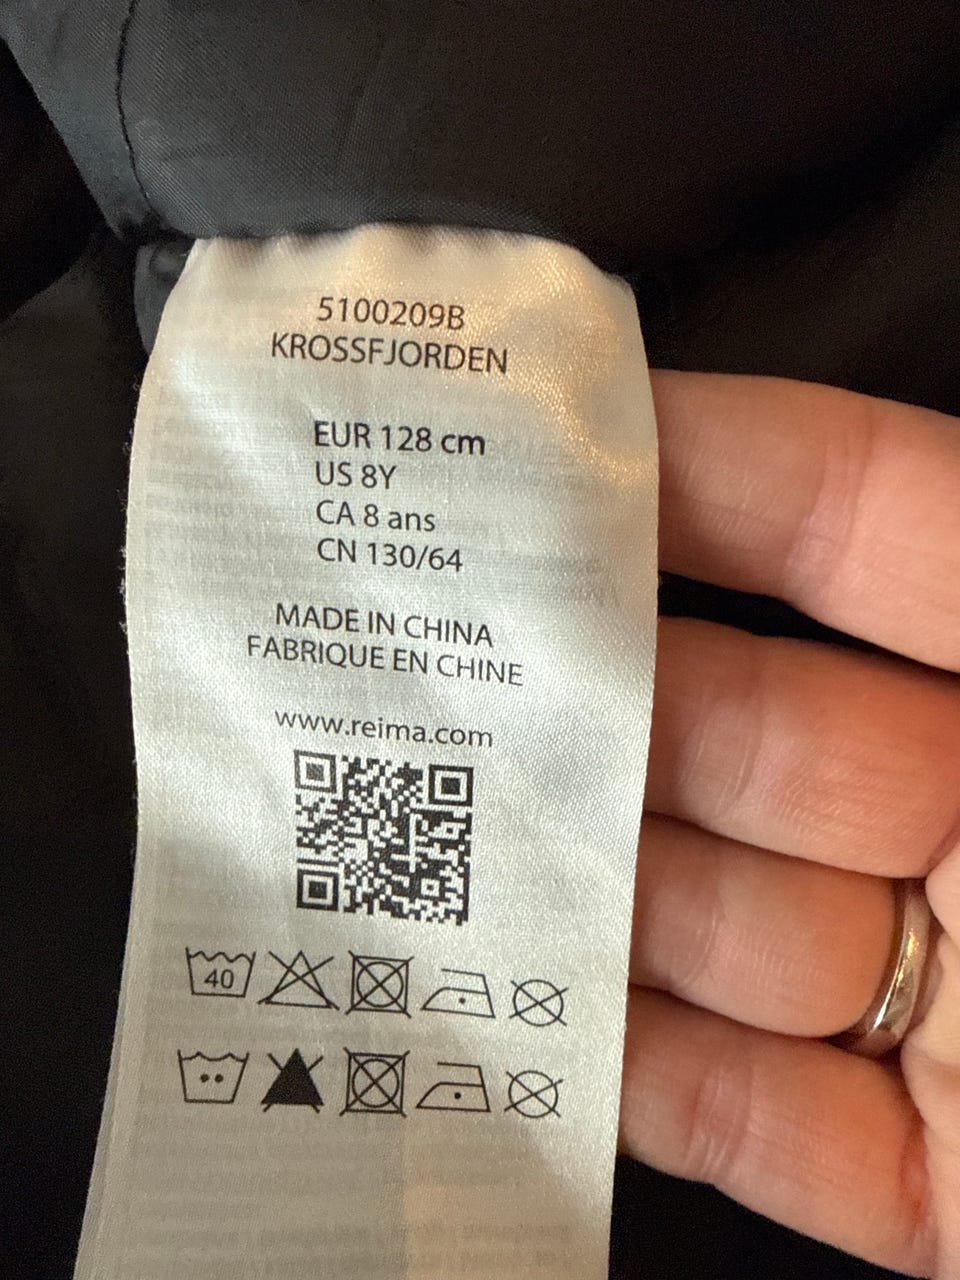 5100209B
KROSSFJORDEN
EUR 128 cm
US 8Y
CA 8 ans
CN 130/64
MADE IN CHINA
FABRIQUE EN CHINE
www.reima.com
40